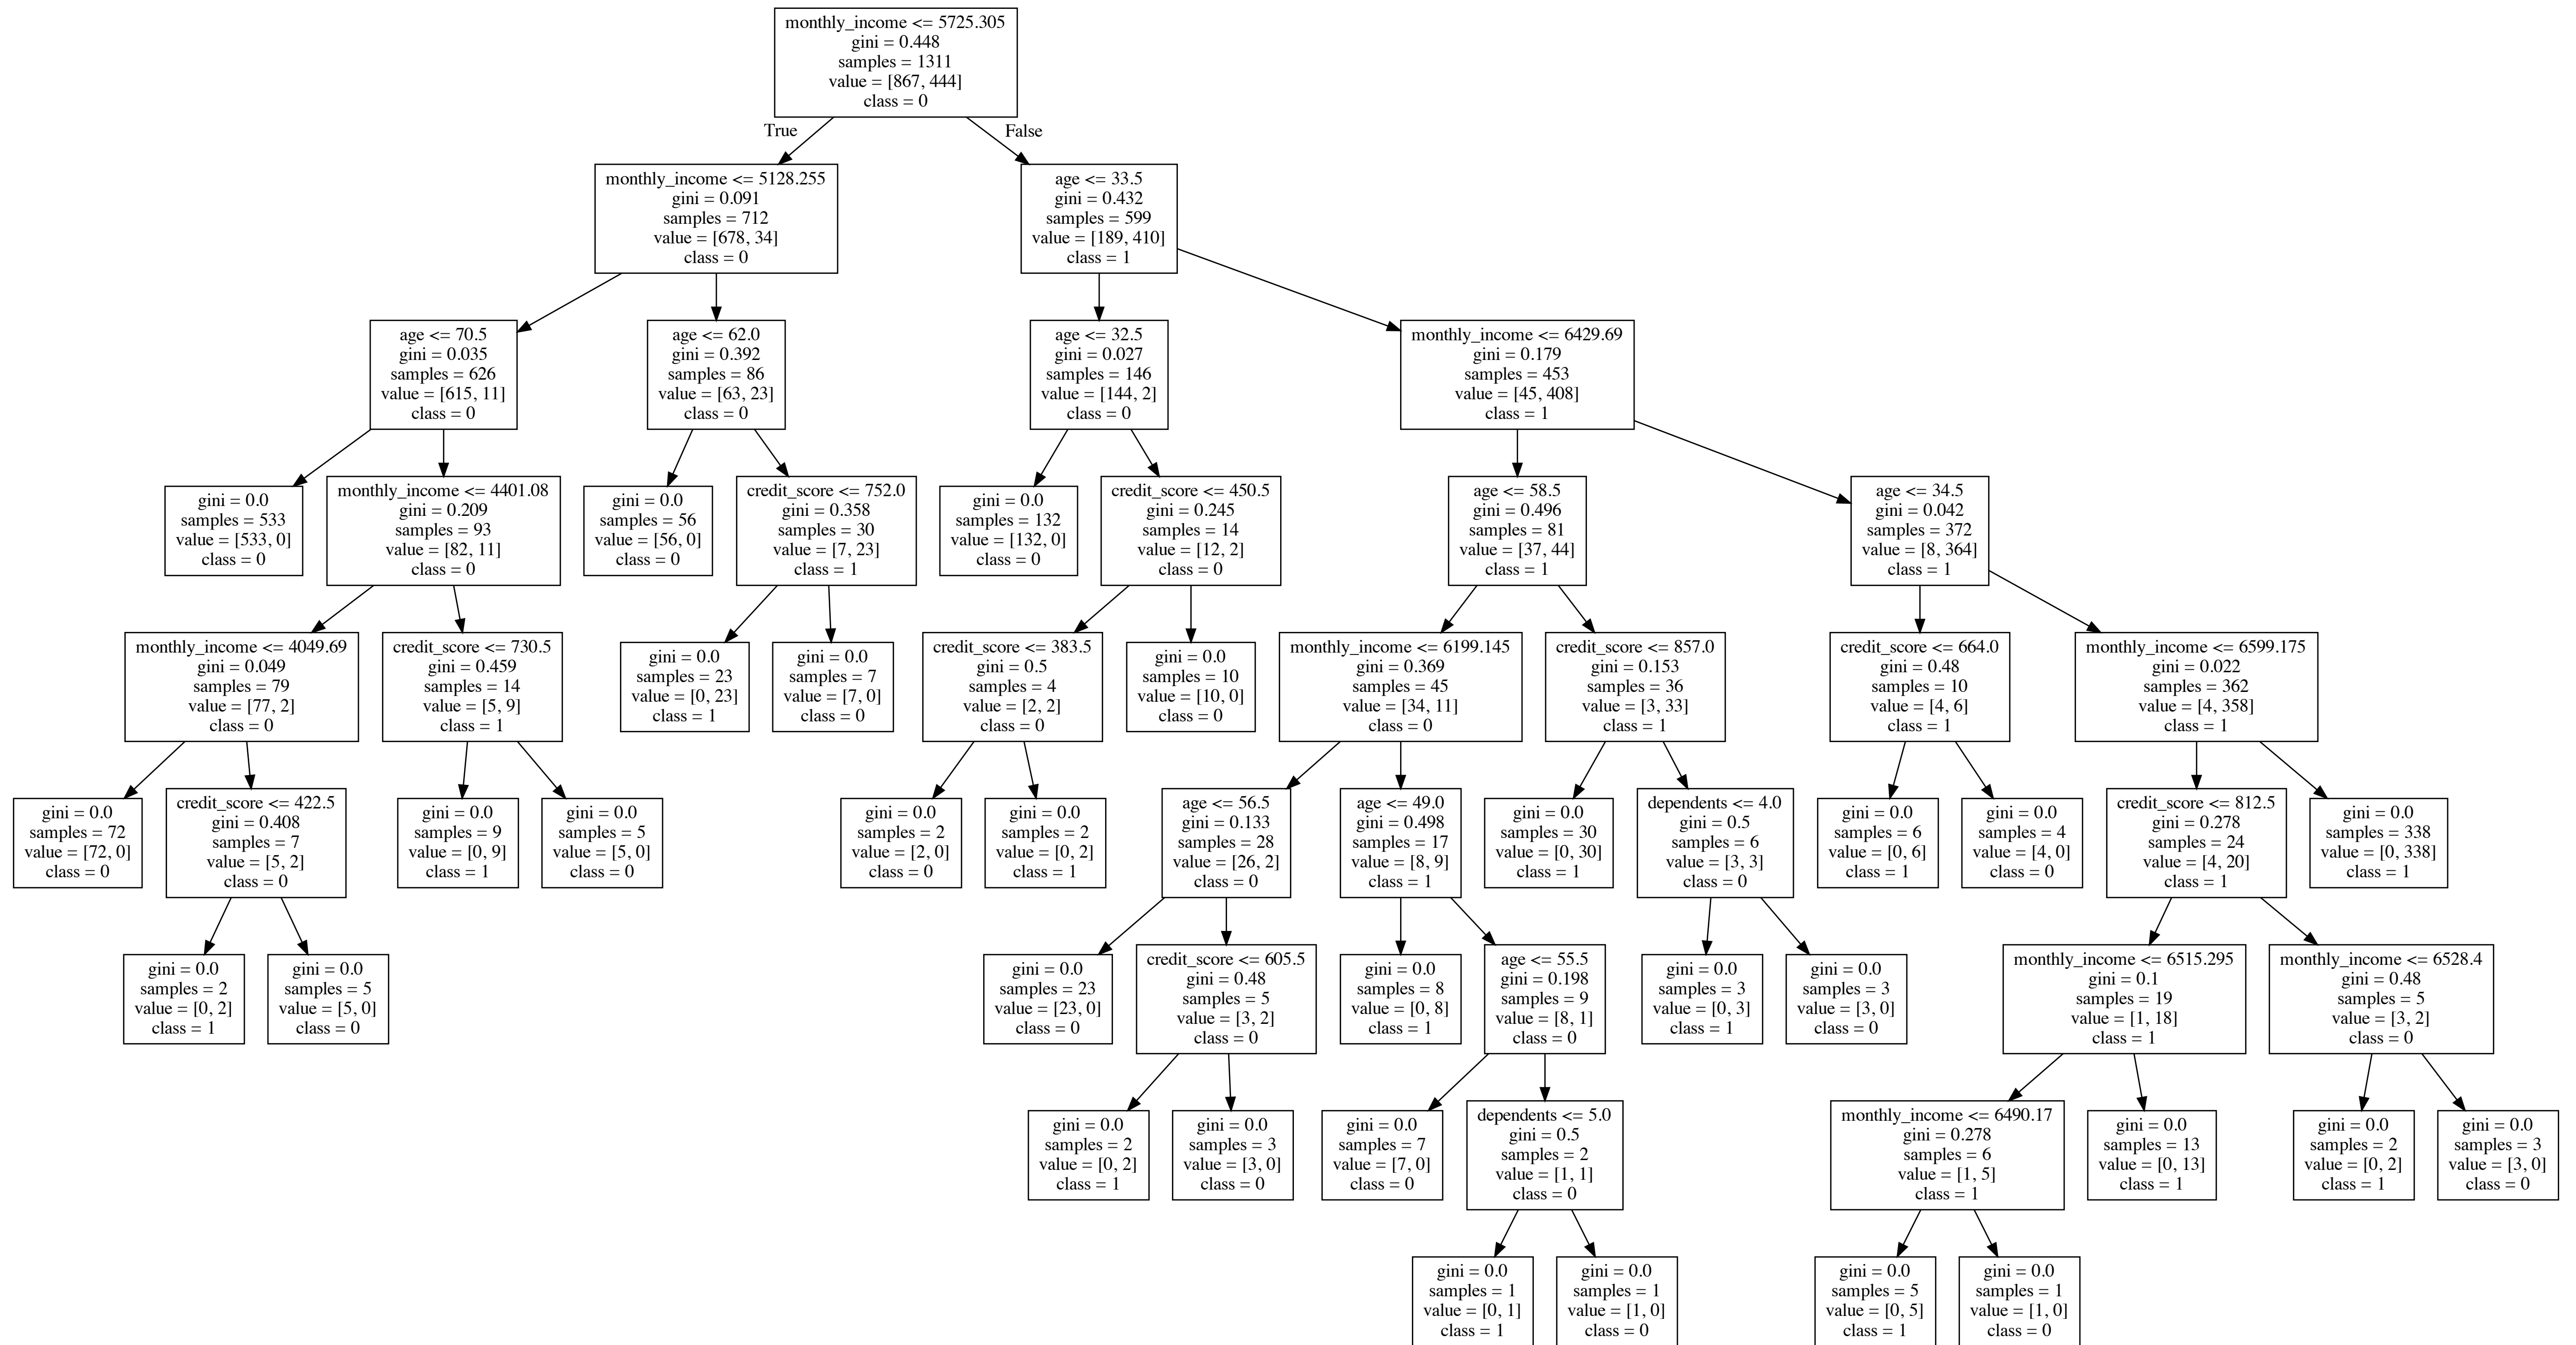 monthly_income <= 5725.305
gini = 0.448
samples = 1311
value = [867, 444]
class = 0
True
False
monthly_income <= 5128.255
gini = 0.091
samples = 712
value = [678, 34]
class = 0
age <= 33.5
gini = 0.432
samples = 599
value = [189, 410]
class = 1
age <= 70.5
gini = 0.035
samples = 626
value = [615, 11]
class = 0
age <= 62.0
gini = 0.392
samples = 86
value = [63, 23]
class = 0
age <= 32.5
gini = 0.027
samples = 146
value = [144, 2]
class = 0
monthly_income <= 6429.69
gini = 0.179
samples = 453
value = [45, 408]
class = 1
gini = 0.0
samples = 533
value = [533, 0]
class = 0
monthly_income <= 4401.08
gini = 0.209
samples = 93
value = [82, 11]
class = 0
gini = 0.0
samples = 56
value = [56, 0]
class = 0
credit_score <= 752.0
gini = 0.358
samples = 30
value = [7, 23]
class = 1
gini = 0.0
samples = 132
value = [132, 0]
class = 0
credit_score <= 450.5
gini = 0.245
samples = 14
value = [12, 2]
class = 0
age <= 58.5
gini = 0.496
samples = 81
value = [37, 44]
class = 1
age <= 34.5
gini = 0.042
samples = 372
value = [8, 364]
class = 1
monthly_income <= 4049.69
gini = 0.049
samples = 79
value = [77, 2]
class = 0
credit_score <= 730.5
gini = 0.459
samples = 14
value = [5, 9]
class = 1
gini = 0.0
samples = 23
value = [0, 23]
class = 1
gini = 0.0
samples = 7
value = [7, 0]
class = 0
credit_score <= 383.5
gini = 0.5
samples = 4
value = [2, 2]
class = 0
gini = 0.0
samples = 10
value = [10, 0]
class = 0
monthly_income <= 6199.145
gini = 0.369
samples = 45
value = [34, 11]
class = 0
credit_score <= 857.0
gini = 0.153
samples = 36
value = [3, 33]
class = 1
credit_score <= 664.0
gini = 0.48
samples = 10
value = [4, 6]
class = 1
monthly_income <= 6599.175
gini = 0.022
samples = 362
value = [4, 358]
class = 1
gini = 0.0
samples = 72
value = [72, 0]
class = 0
credit_score <= 422.5
gini = 0.408
samples = 7
value = [5, 2]
class = 0
gini = 0.0
samples = 9
value = [0, 9]
class = 1
gini = 0.0
samples = 5
value = [5, 0]
class = 0
gini = 0.0
samples = 2
value = [2, 0]
class = 0
gini = 0.0
samples = 2
value = [0, 2]
class = 1
age <= 56.5
gini = 0.133
samples = 28
value = [26, 2]
class = 0
age <= 49.0
gini = 0.498
samples = 17
value = [8, 9]
class = 1
gini = 0.0
samples = 30
value = [0, 30]
class = 1
dependents <= 4.0
gini = 0.5
samples = 6
value = [3, 3]
class = 0
gini = 0.0
samples = 6
value = [0, 6]
class = 1
gini = 0.0
samples = 4
value = [4, 0]
class = 0
credit_score <= 812.5
gini = 0.278
samples = 24
value = [4, 20]
class = 1
gini = 0.0
samples = 338
value = [0, 338]
class = 1
gini = 0.0
samples = 2
value = [0, 2]
class = 1
gini = 0.0
samples = 5
value = [5, 0]
class = 0
gini = 0.0
samples = 23
value = [23, 0]
class = 0
credit_score <= 605.5
gini = 0.48
samples = 5
value = [3, 2]
class = 0
gini = 0.0
samples = 8
value = [0, 8]
class = 1
age <= 55.5
gini = 0.198
samples = 9
value = [8, 1]
class = 0
gini = 0.0
samples = 3
value = [0, 3]
class = 1
gini = 0.0
samples = 3
value = [3, 0]
class = 0
monthly_income <= 6515.295
gini = 0.1
samples = 19
value = [1, 18]
class = 1
monthly_income <= 6528.4
gini = 0.48
samples = 5
value = [3, 2]
class = 0
gini = 0.0
samples = 2
value = [0, 2]
class = 1
gini = 0.0
samples = 3
value = [3, 0]
class = 0
gini = 0.0
samples = 7
value = [7, 0]
class = 0
dependents <= 5.0
gini = 0.5
samples = 2
value = [1, 1]
class = 0
monthly_income <= 6490.17
gini = 0.278
samples = 6
value = [1, 5]
class = 1
gini = 0.0
samples = 13
value = [0, 13]
class = 1
gini = 0.0
samples = 2
value = [0, 2]
class = 1
gini = 0.0
samples = 3
value = [3, 0]
class = 0
gini = 0.0
samples = 1
value = [0, 1]
class = 1
gini = 0.0
samples = 1
value = [1, 0]
class = 0
gini = 0.0
samples = 5
value = [0, 5]
class = 1
gini = 0.0
samples = 1
value = [1, 0]
class = 0